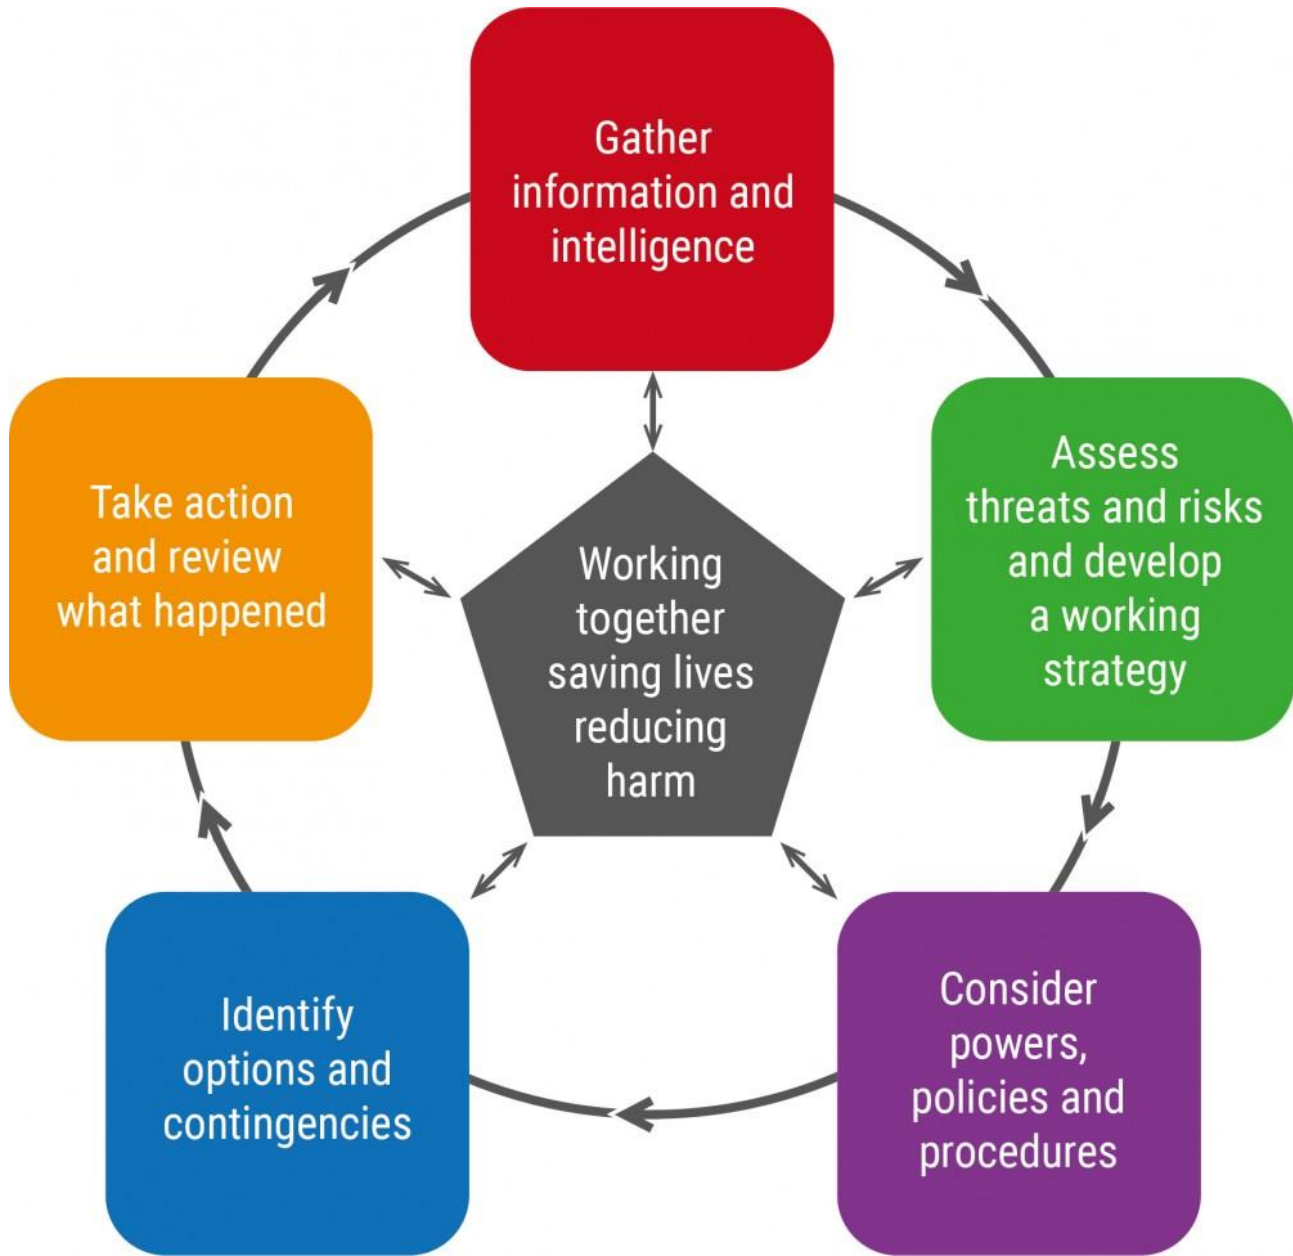 Gather
information and
intelligence
Assess
threats and risks
and develop
a working
strategy
Consider
powers,
policies and
procedures
Identify
options and
contingencies
Take action
and review
what happened
Working
together
saving lives
reducing
harm